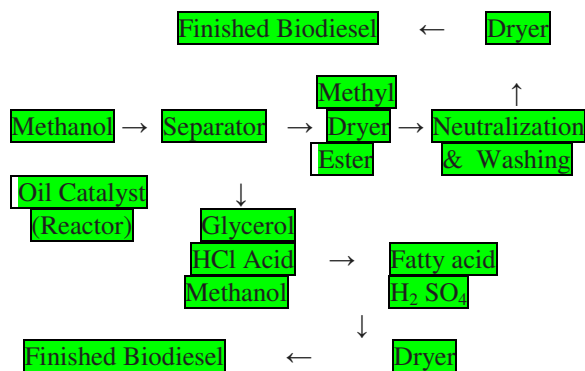 Finished Biodiesel ← Dryer
Methyl
↑
Methanol → Separator → Dryer → Neutralization
Ester & Washing
Oil Catalyst
(Reactor)
↓
Glycerol
HCl Acid → Fatty acid
Methanol H₂ SO₄
↓
Finished Biodiesel ← Dryer